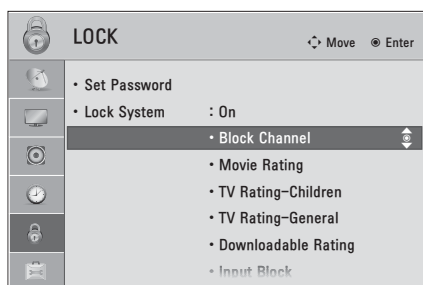 LOCK Move Enter
• Set Password
• Lock System : On
• Block Channel
• Movie Rating
• TV Rating-Children
• TV Rating-General
• Downloadable Rating
• Input Block